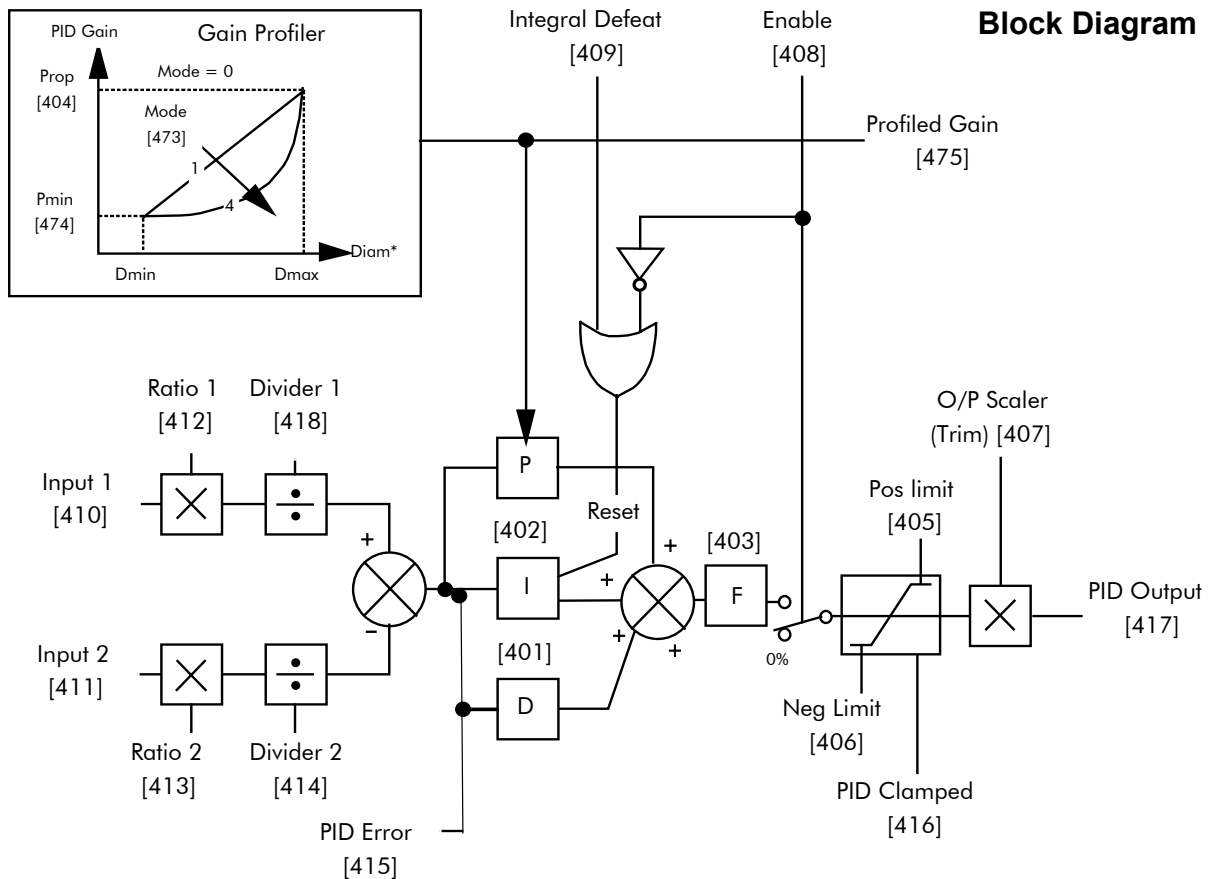 Block Diagram
Gain Profiler
PID Gain
Mode = 0
Prop
[404]
Mode
[473]
1
4
Pmin
[474]
Diam*
Dmin
Dmax
Integral Defeat
[409]
Enable
[408]
Profiled Gain
[475]
Ratio 1
[412]
Divider 1
[418]
O/P Scaler
(Trim) [407]
Input 1
[410]
P
Pos limit
[405]
Reset
[402]
[403]
+
+
I
+
F
PID Output
[417]
-
+
+
0%
[401]
Input 2
[411]
D
Neg Limit
[406]
Ratio 2
[413]
Divider 2
[414]
PID Clamped
[416]
PID Error
[415]